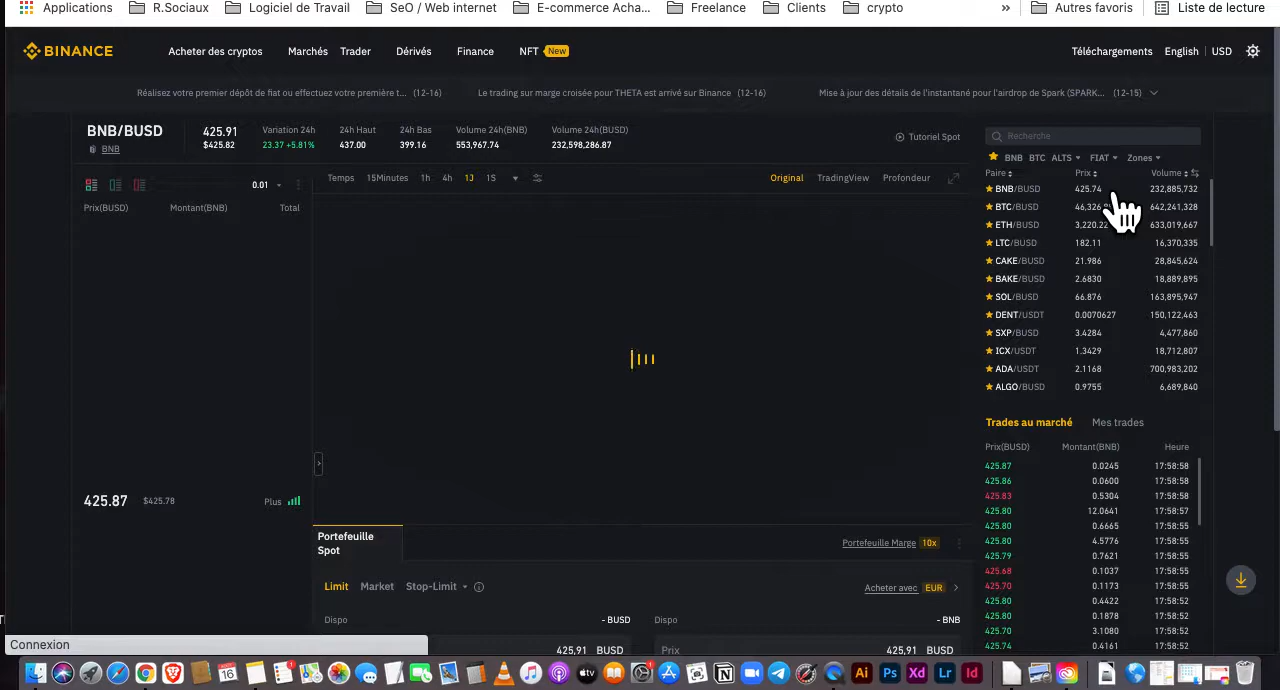 Applications R.Sociaux Logiciel de Travail SeO / Web internet E-commerce Acha... Freelance Clients crypto » Autres favoris Liste de lecture
BINANCE Acheter des cryptos Marchés Trader Dérivés Finance NFT New Téléchargements English USD
Réalisez votre premier dépôt de fiat ou effectuez votre première t... (12-16) Le trading sur marge croisée pour THETA est arrivé sur Binance (12-16) Mise à jour des détails de l'instantané pour l'airdrop de Spark (SPARK... (12-15)
BNB/BUSD 425.91 Variation 24h 24h Haut 24h Bas Volume 24h(BNB) Volume 24h(BUSD) Tutoriel Spot Recherche
BNB $425.82 23.37 +5.81% 437.00 399.16 553,967.74 232,598,286.87
BNB BTC ALTS FIAT Zones
0.01 Temps 15Minutes 1h 4h 1J 1S Original TradingView Profondeur
Prix(BUSD) Montant(BNB) Total
Paire Prix Volume
BNB/BUSD 425.74 232,885,732
BTC/BUSD 46,326 642,241,328
ETH/BUSD 3,220.22 633,019,667
LTC/BUSD 182.11 16,370,335
CAKE/BUSD 21.986 28,845,624
BAKE/BUSD 2.6830 18,889,895
SOL/BUSD 66.876 163,895,947
DENT/USDT 0.0070627 150,122,463
SXP/BUSD 3.4284 4,477,860
ICX/USDT 1.3429 18,712,807
ADA/USDT 2.1168 700,983,202
ALGO/BUSD 0.9755 6,689,840
Trades au marché Mes trades
Prix(BUSD) Montant(BNB) Heure
425.87 0.0245 17:58:58
425.86 0.0600 17:58:58
425.83 0.5304 17:58:58
425.80 12.0641 17:58:57
425.80 0.6665 17:58:55
425.80 4.5776 17:58:55
425.79 0.7621 17:58:55
425.68 0.1037 17:58:55
425.70 0.1173 17:58:55
425.80 0.4422 17:58:52
425.80 0.1878 17:58:52
425.70 3.1080 17:58:52
425.74 0.4161 17:58:51
425.87 $425.78 Plus
Portefeuille Spot Portefeuille Marge 10x
Limit Market Stop-Limit Acheter avec EUR
Dispo - BUSD Dispo - BNB
425,91 BUSD Prix 425,91 BUSD
Connexion
16 Ai Ps Xd Lr Id